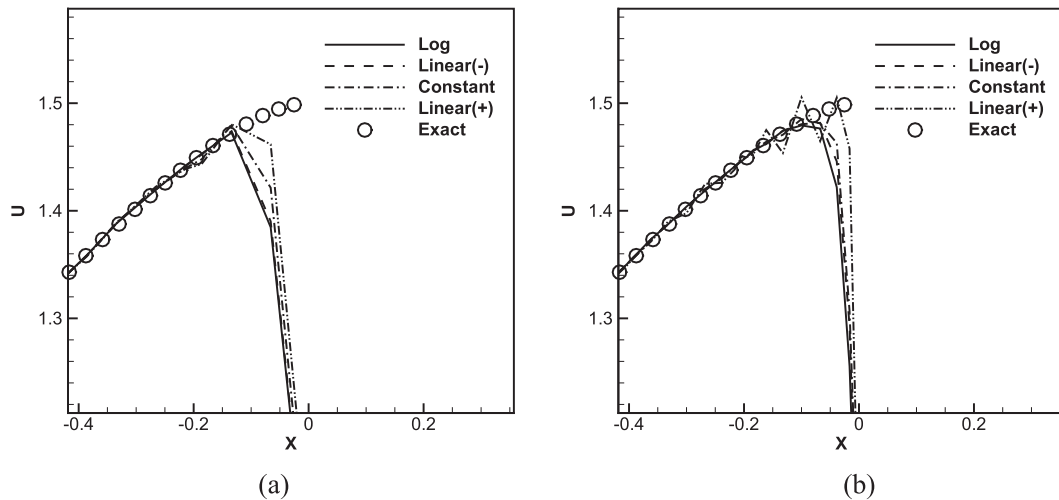 Log
Linear(-)
Constant
Linear(+)
Exact
1.5
1.4
1.3
U
-0.4
-0.2
0
0.2
X
(a)
Log
Linear(-)
Constant
Linear(+)
Exact
1.5
1.4
1.3
U
-0.4
-0.2
0
0.2
X
(b)